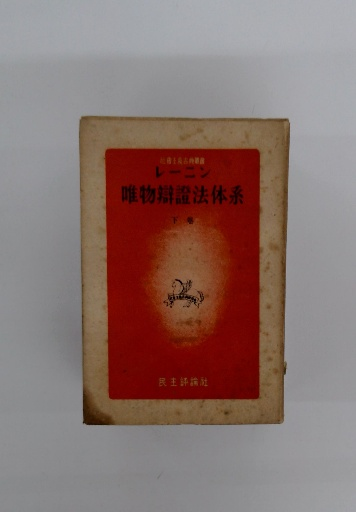 レーニン
唯物辯證法体系
下巻
民主評論社